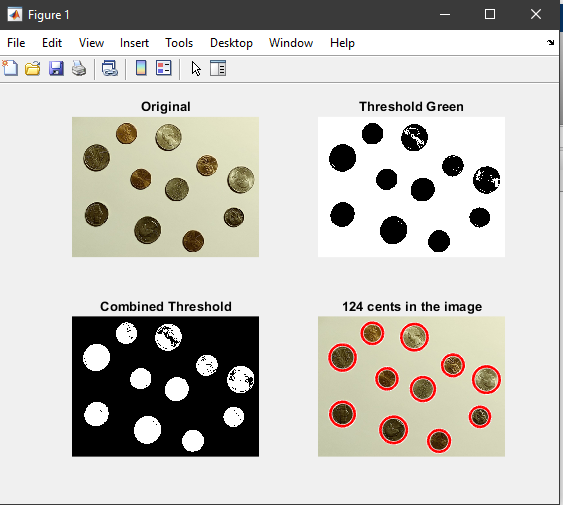 Figure 1
File Edit View Insert Tools Desktop Window Help
Original
Threshold Green
Combined Threshold
124 cents in the image